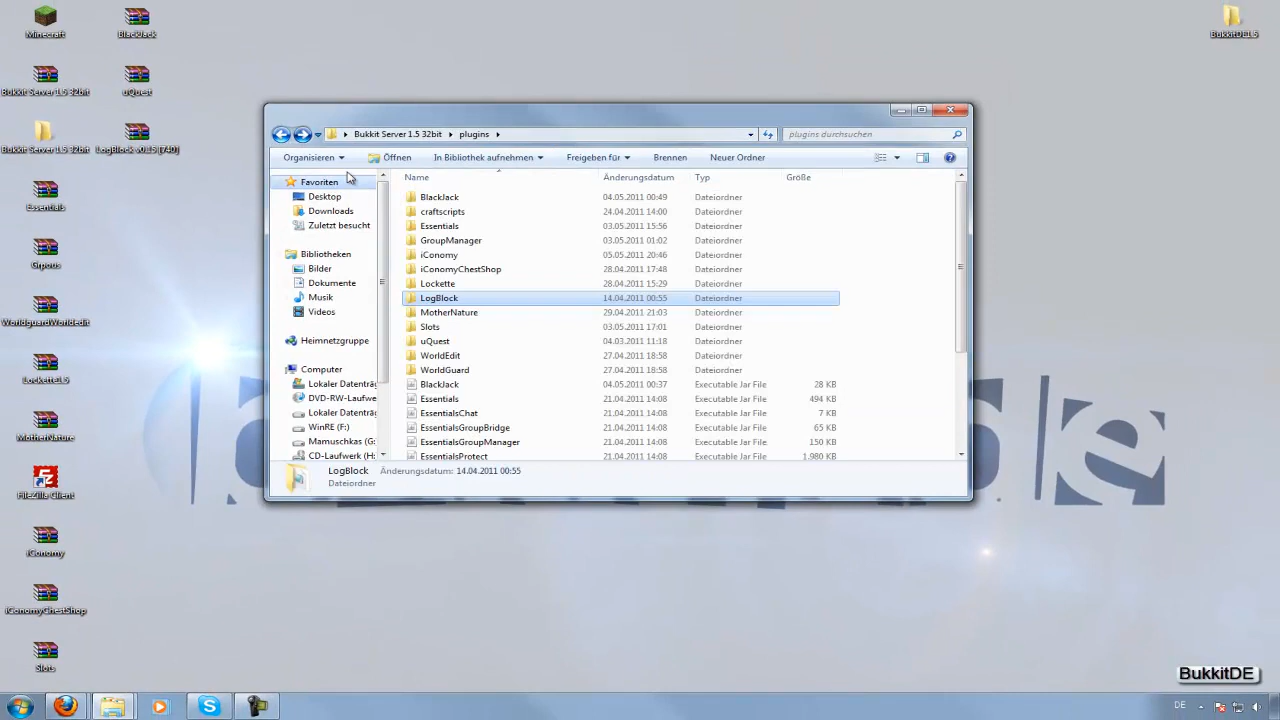 Minecraft
BlackJack
BukkitDE1.5
Bukkit Server 1.5 32bit
uQuest
Bukkit Server 1.5 32bit
LogBlock v0.15 [740]
Essentials
Grpous
WorldguardWorldedit
Lockette1.5
MotherNature
FileZilla Client
iConomy
iConomyChestShop
Slots
Bukkit Server 1.5 32bit
plugins
plugins durchsuchen
Organisieren
Öffnen
In Bibliothek aufnehmen
Freigeben für
Brennen
Neuer Ordner
Favoriten
Desktop
Downloads
Zuletzt besucht
Bibliotheken
Bilder
Dokumente
Musik
Videos
Heimnetzgruppe
Computer
Lokaler Datenträg
DVD-RW-Laufwe
Lokaler Datenträg
WinRE (F:)
Mamuschkas (G:
CD-Laufwerk (H:
Name Änderungsdatum Typ Größe
BlackJack 04.05.2011 00:49 Dateiordner
craftscripts 24.04.2011 14:00 Dateiordner
Essentials 03.05.2011 15:56 Dateiordner
GroupManager 03.05.2011 01:02 Dateiordner
iConomy 05.05.2011 20:46 Dateiordner
iConomyChestShop 28.04.2011 17:48 Dateiordner
Lockette 28.04.2011 15:29 Dateiordner
LogBlock 14.04.2011 00:55 Dateiordner
MotherNature 29.04.2011 21:03 Dateiordner
Slots 03.05.2011 17:01 Dateiordner
uQuest 04.03.2011 11:18 Dateiordner
WorldEdit 27.04.2011 18:58 Dateiordner
WorldGuard 27.04.2011 18:58 Dateiordner
BlackJack 04.05.2011 00:37 Executable Jar File 28 KB
Essentials 21.04.2011 14:08 Executable Jar File 494 KB
EssentialsChat 21.04.2011 14:08 Executable Jar File 7 KB
EssentialsGroupBridge 21.04.2011 14:08 Executable Jar File 65 KB
EssentialsGroupManager 21.04.2011 14:08 Executable Jar File 150 KB
EssentialsProtect 21.04.2011 14:08 Executable Jar File 1.980 KB
LogBlock Änderungsdatum: 14.04.2011 00:55
Dateiordner
BukkitDE
DE